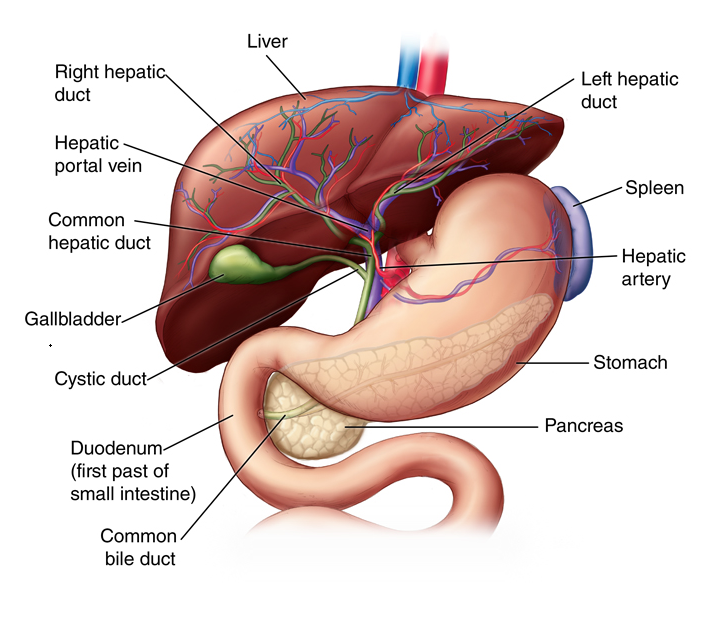 Liver
Right hepatic
duct
Left hepatic
duct
Hepatic
portal vein
Spleen
Common
hepatic duct
Hepatic
artery
Gallbladder
Stomach
Cystic duct
Pancreas
Duodenum
(first past of
small intestine)
Common
bile duct